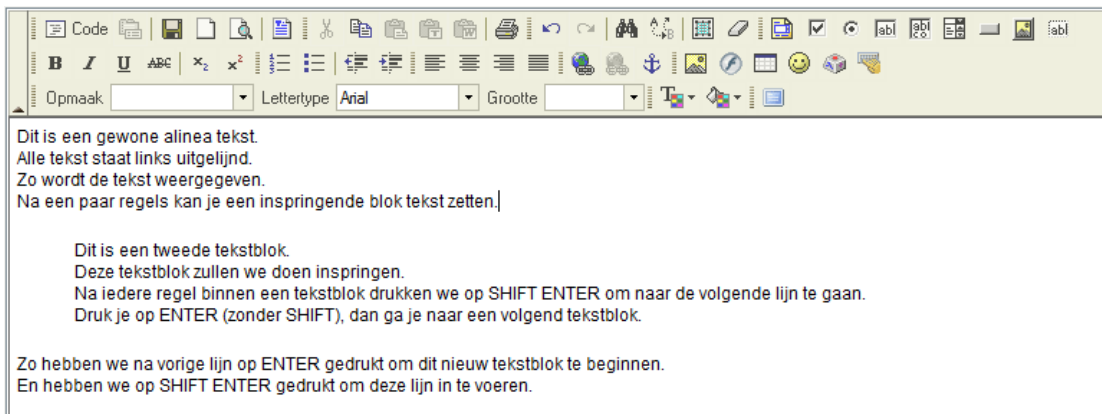 Code
abl
abl
B I U ABC x₂ x²
Opmaak Lettertype Arial Grootte
Dit is een gewone alinea tekst.
Alle tekst staat links uitgelijnd.
Zo wordt de tekst weergegeven.
Na een paar regels kan je een inspringende blok tekst zetten.
Dit is een tweede tekstblok.
Deze tekstblok zullen we doen inspringen.
Na iedere regel binnen een tekstblok drukken we op SHIFT ENTER om naar de volgende lijn te gaan.
Druk je op ENTER (zonder SHIFT), dan ga je naar een volgend tekstblok.
Zo hebben we na vorige lijn op ENTER gedrukt om dit nieuw tekstblok te beginnen.
En hebben we op SHIFT ENTER gedrukt om deze lijn in te voeren.